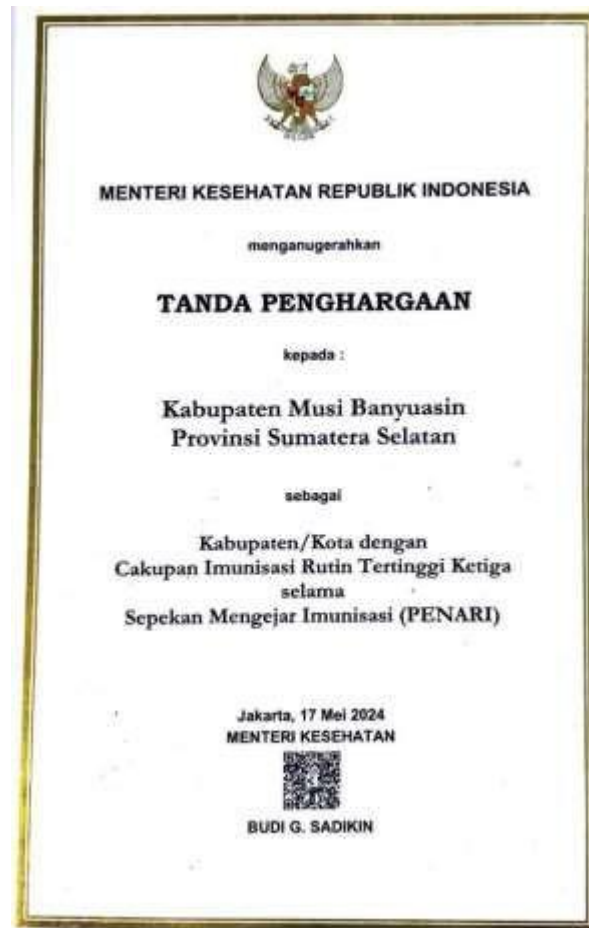 MENTERI KESEHATAN REPUBLIK INDONESIA
menganugerahkan
TANDA PENGHARGAAN
kepada :
Kabupaten Musi Banyuasin
Provinsi Sumatera Selatan
sebagai
Kabupaten/Kota dengan
Cakupan Imunisasi Rutin Tertinggi Ketiga
selama
Sepekan Mengejar Imunisasi (PENARI)
Jakarta, 17 Mei 2024
MENTERI KESEHATAN
BUDI G. SADIKIN